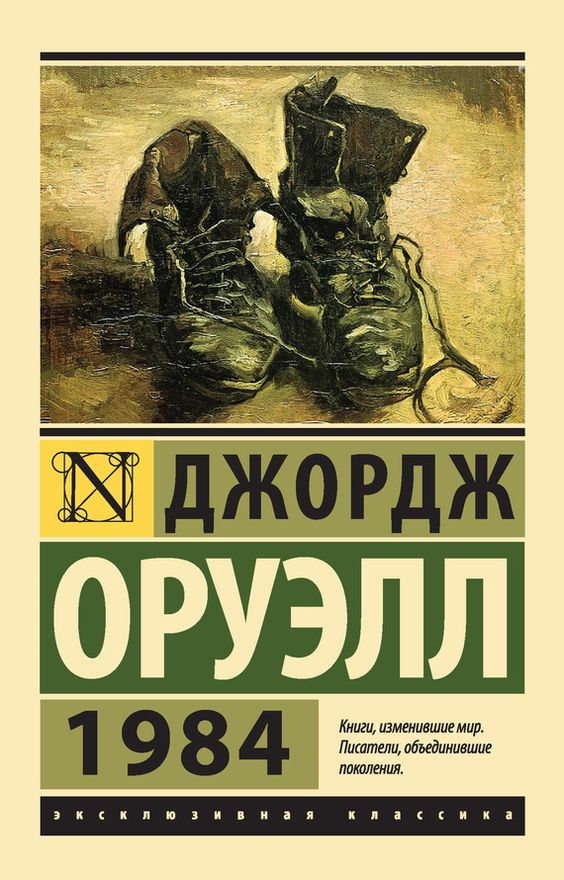 N
ДЖОРДЖ
ОРУЭЛЛ
1984
Книги, изменившие мир.
Писатели, объединившие
поколения.
эксклюзивная классика